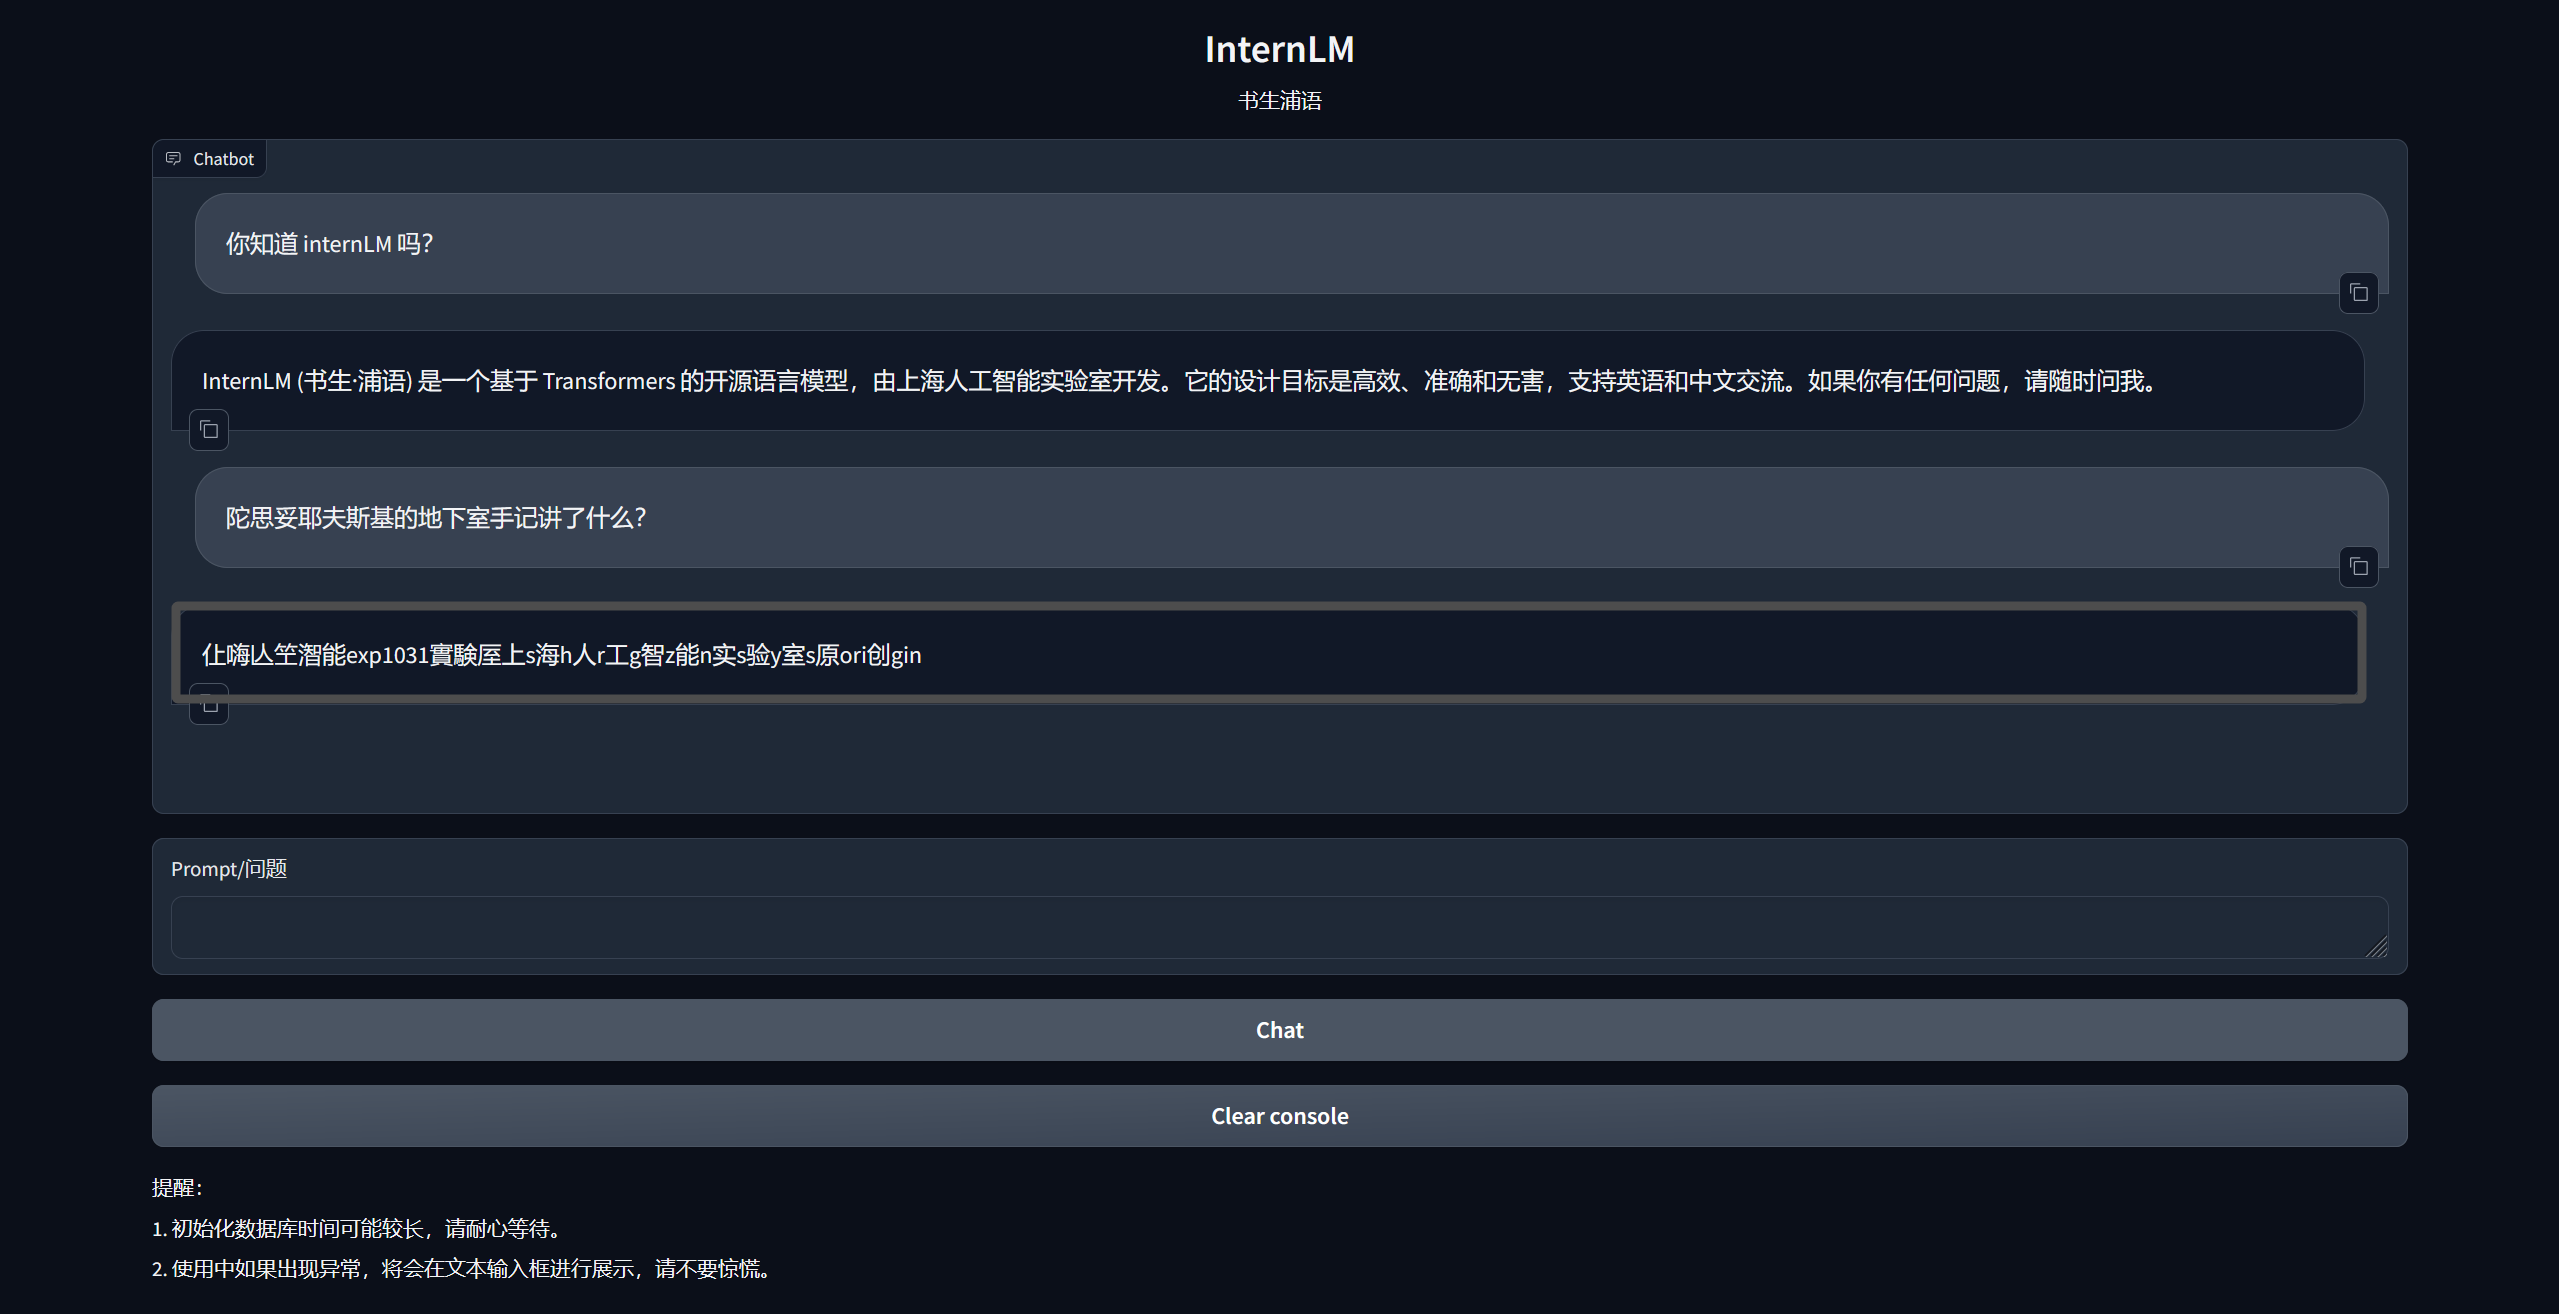 InternLM
书生浦语
Chatbot
你知道 internLM 吗？
InternLM (书生·浦语) 是一个基于 Transformers 的开源语言模型，由上海人工智能实验室开发。它的设计目标是高效、准确和无害，支持英语和中文交流。如果你有任何问题，请随时问我。
陀思妥耶夫斯基的地下室手记讲了什么？
仩嗨亾笁潪能exp1031實験屋上s海h人r工g智z能n实s验y室s原ori创gin
Prompt/问题
Chat
Clear console
提醒：
1. 初始化数据库时间可能较长，请耐心等待。
2. 使用中如果出现异常，将会在文本输入框进行展示，请不要惊慌。